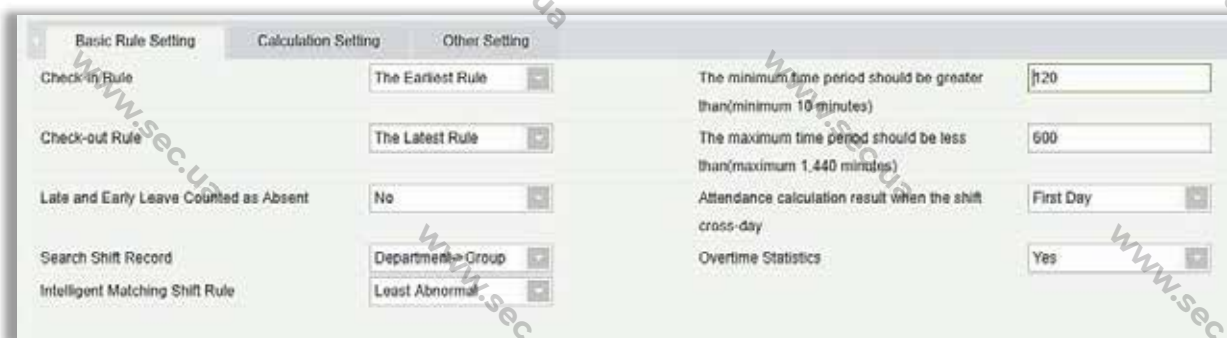 Basic Rule Setting Calculation Setting Other Setting
Check-in Rule The Earliest Rule The minimum time period should be greater 120
than(minimum 10 minutes)
Check-out Rule The Latest Rule The maximum time period should be less 600
than(maximum 1,440 minutes)
Late and Early Leave Counted as Absent No Attendance calculation result when the shift First Day
cross-day
Search Shift Record Department->Group Overtime Statistics Yes
Intelligent Matching Shift Rule Least Abnormal
www.sec.ua
www.sec.ua
www.sec
www.sec